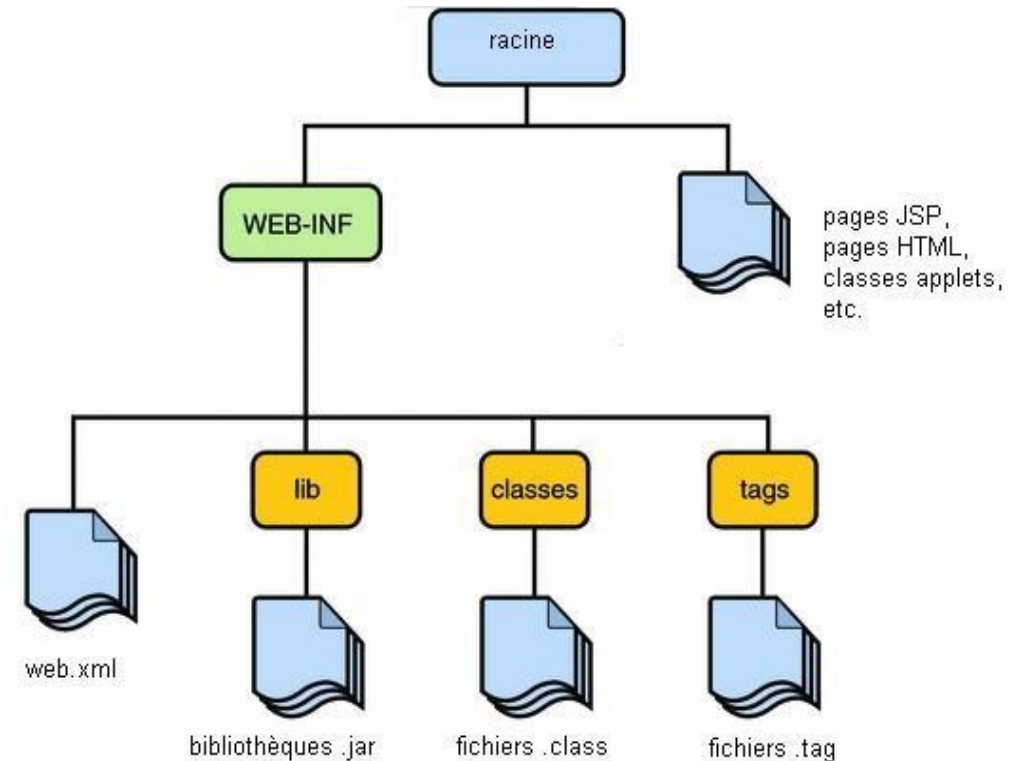 racine
WEB-INF
pages JSP,
pages HTML,
classes applets,
etc.
lib
classes
tags
web.xml
bibliothèques .jar
fichiers .class
fichiers .tag